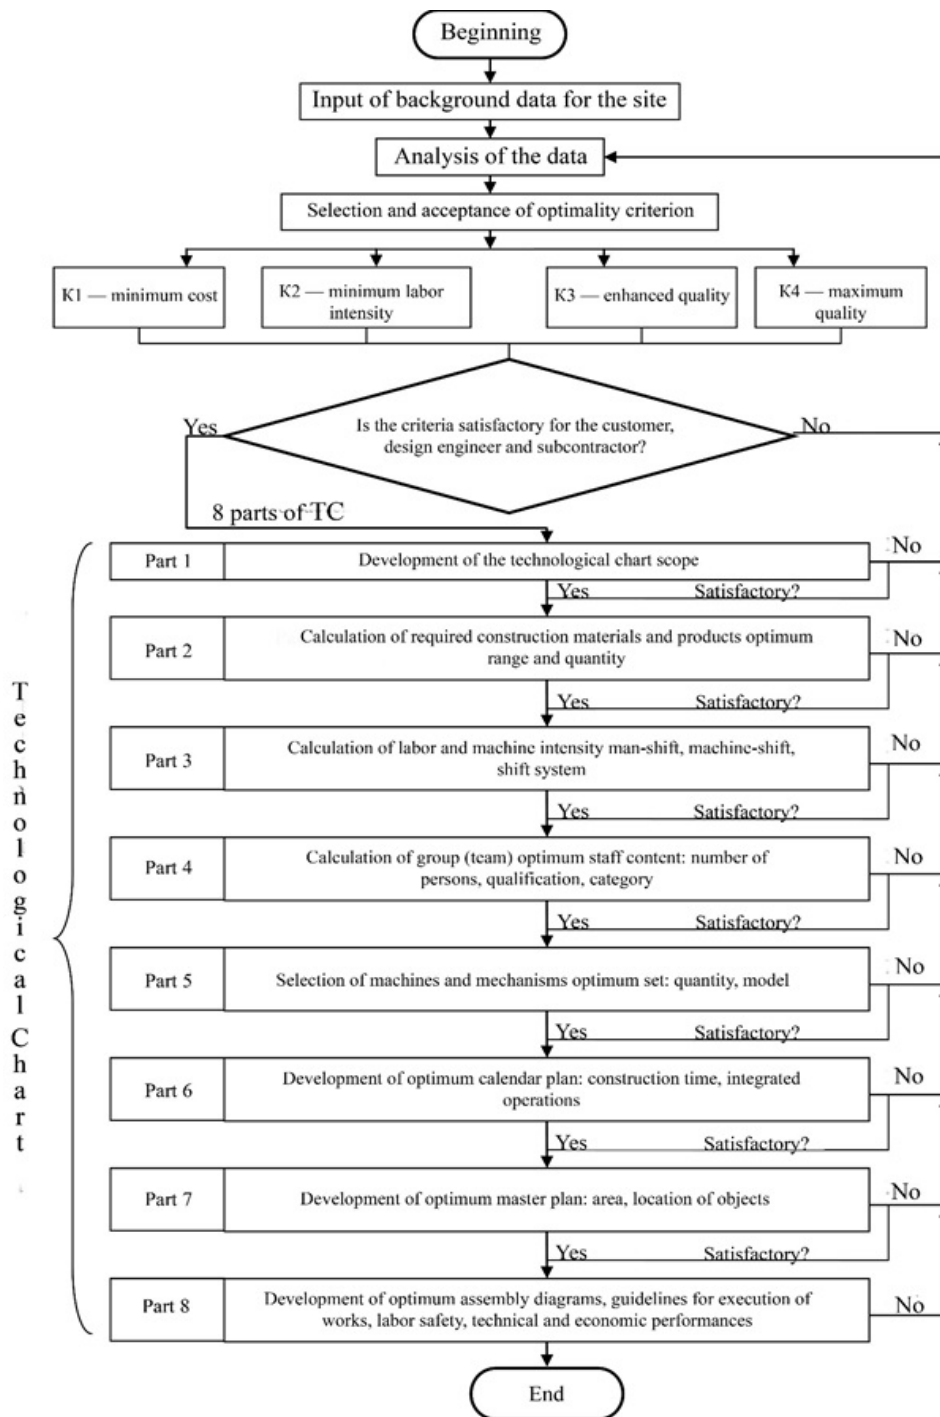 Beginning
Input of background data for the site
Analysis of the data
Selection and acceptance of optimality criterion
K1 — minimum cost
K2 — minimum labor
intensity
K3 — enhanced quality
K4 — maximum
quality
Yes
Is the criteria satisfactory for the customer,
design engineer and subcontractor?
No
8 parts of TC
Technological Chart
Part 1
Development of the technological chart scope
No
Yes
Satisfactory?
Part 2
Calculation of required construction materials and products optimum
range and quantity
No
Yes
Satisfactory?
Part 3
Calculation of labor and machine intensity man-shift, machine-shift,
shift system
No
Yes
Satisfactory?
Part 4
Calculation of group (team) optimum staff content: number of
persons, qualification, category
No
Yes
Satisfactory?
Part 5
Selection of machines and mechanisms optimum set: quantity, model
No
Yes
Satisfactory?
Part 6
Development of optimum calendar plan: construction time, integrated
operations
No
Yes
Satisfactory?
Part 7
Development of optimum master plan: area, location of objects
No
Yes
Satisfactory?
Part 8
Development of optimum assembly diagrams, guidelines for execution of
works, labor safety, technical and economic performances
No
End